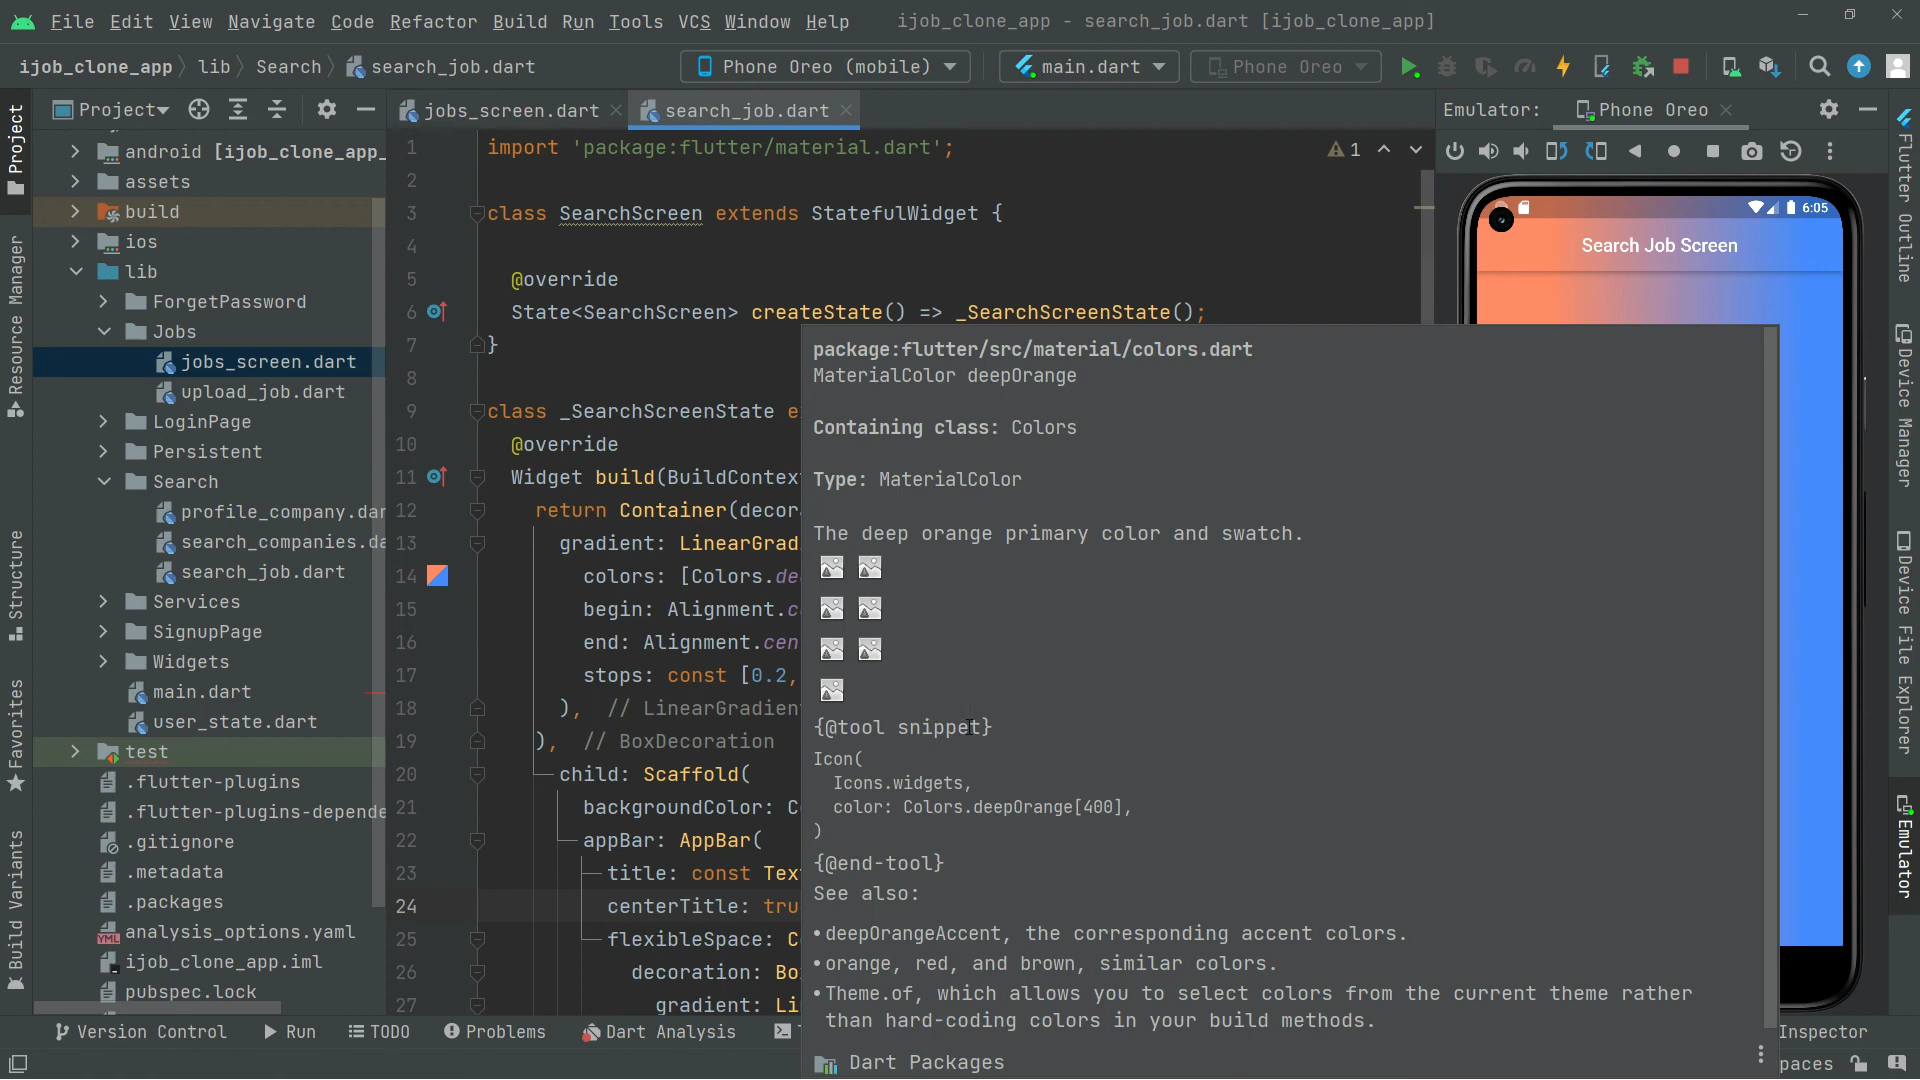 File Edit View Navigate Code Refactor Build Run Tools VCS Window Help ijob_clone_app - search_job.dart [ijob_clone_app]
ijob_clone_app lib Search search_job.dart Phone Oreo (mobile) main.dart Phone Oreo
Project jobs_screen.dart search_job.dart Emulator: Phone Oreo
Project
Resource Manager
Structure
Favorites
Build Variants
android [ijob_clone_app_
assets
build
ios
lib
ForgetPassword
Jobs
jobs_screen.dart
upload_job.dart
LoginPage
Persistent
Search
profile_company.dar
search_companies.da
search_job.dart
Services
SignupPage
Widgets
main.dart
user_state.dart
test
.flutter-plugins
.flutter-plugins-depende
.gitignore
.metadata
.packages
analysis_options.yaml
ijob_clone_app.iml
pubspec.lock
1 import 'package:flutter/material.dart'; 1
2
3 class SearchScreen extends StatefulWidget {
4
5 @override
6 State<SearchScreen> createState() => _SearchScreenState();
7 }
8
9 class _SearchScreenState e
10 @override
11 Widget build(BuildContext
12 return Container(decora
13 gradient: LinearGradi
14 colors: [Colors.dee
15 begin: Alignment.ce
16 end: Alignment.cen
17 stops: const [0.2,
18 ), // LinearGradient
19 ), // BoxDecoration
20 child: Scaffold(
21 backgroundColor: Co
22 appBar: AppBar(
23 title: const Tex
24 centerTitle: tru
25 flexibleSpace: C
26 decoration: Bo
27 gradient: Li
package:flutter/src/material/colors.dart
MaterialColor deepOrange
Containing class: Colors
Type: MaterialColor
The deep orange primary color and swatch.
{@tool snippet}
Icon(
Icons.widgets,
color: Colors.deepOrange[400],
)
{@end-tool}
See also:
• deepOrangeAccent, the corresponding accent colors.
• orange, red, and brown, similar colors.
• Theme.of, which allows you to select colors from the current theme rather
than hard-coding colors in your build methods.
Dart Packages
6:05
Search Job Screen
Flutter Outline
Device Manager
Device File Explorer
Emulator
Version Control Run TODO Problems Dart Analysis Inspector
paces